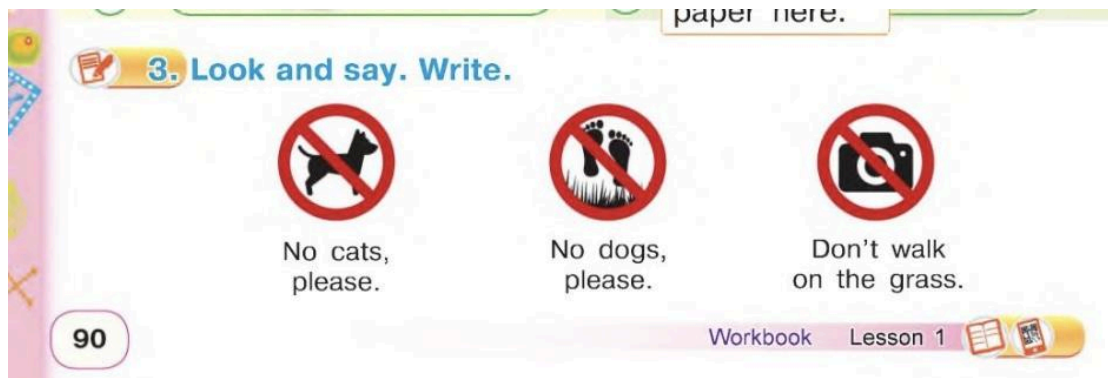 paper here.
3. Look and say. Write.
No cats,
please.
No dogs,
please.
Don't walk
on the grass.
90
Workbook Lesson 1